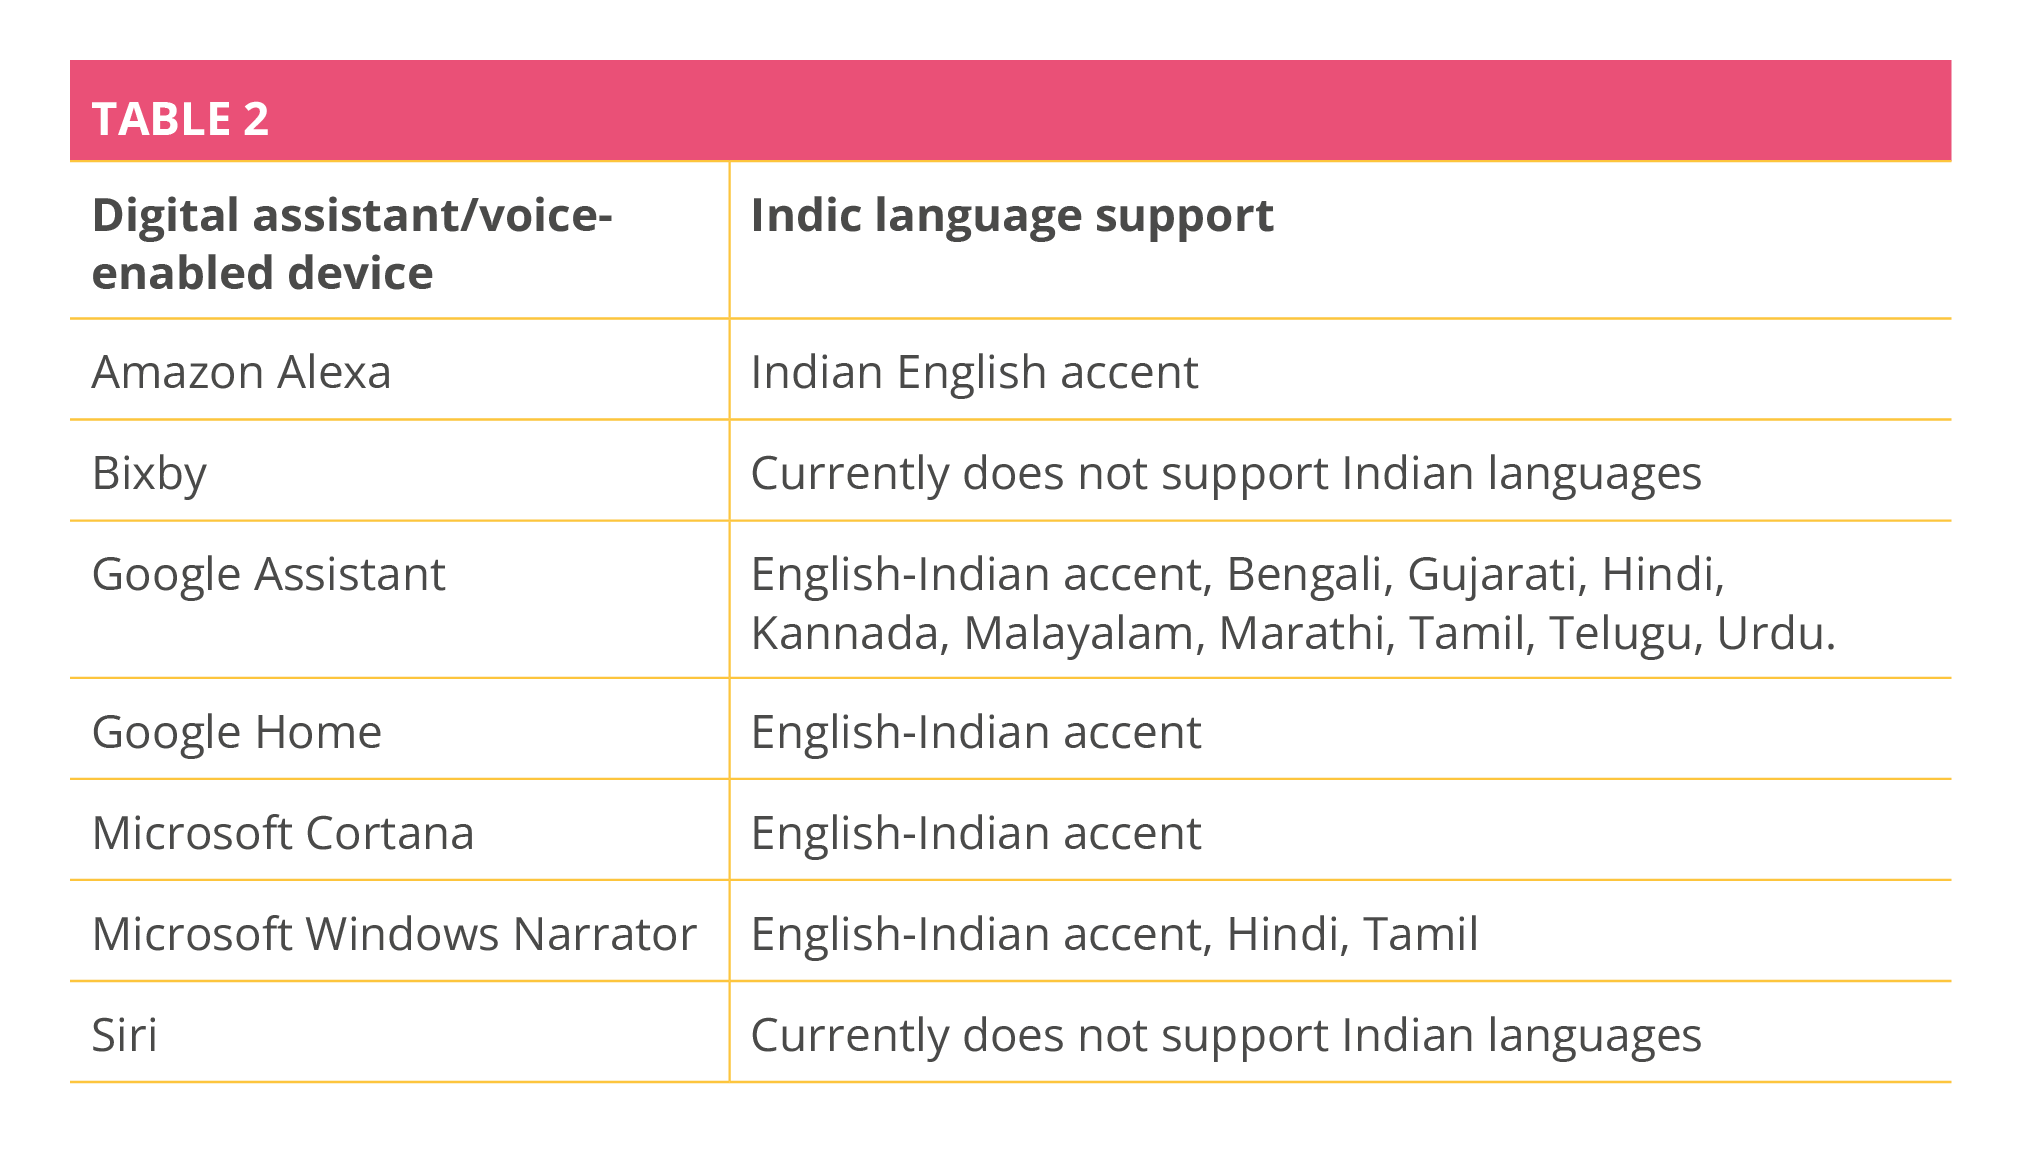 TABLE 2
Digital assistant/voice-
enabled device
Indic language support
Amazon Alexa
Indian English accent
Bixby
Currently does not support Indian languages
Google Assistant
English-Indian accent, Bengali, Gujarati, Hindi,
Kannada, Malayalam, Marathi, Tamil, Telugu, Urdu.
Google Home
English-Indian accent
Microsoft Cortana
English-Indian accent
Microsoft Windows Narrator
English-Indian accent, Hindi, Tamil
Siri
Currently does not support Indian languages